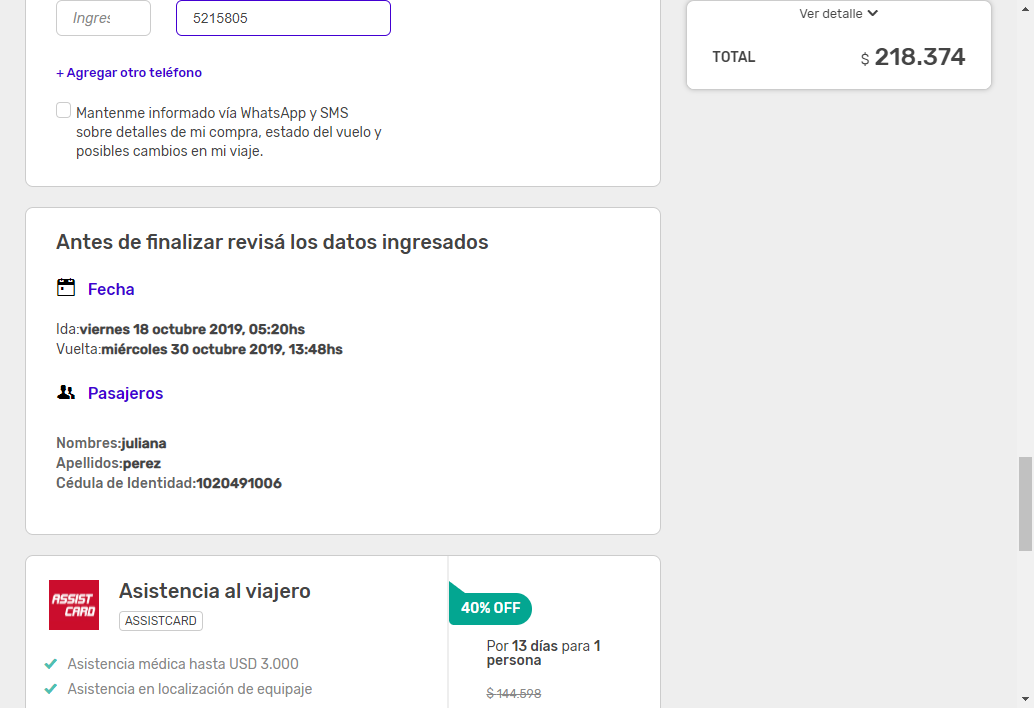 Ingres
5215805
+ Agregar otro teléfono
Mantenme informado vía WhatsApp y SMS
sobre detalles de mi compra, estado del vuelo y
posibles cambios en mi viaje.
Ver detalle
TOTAL
$ 218.374
Antes de finalizar revisá los datos ingresados
Fecha
Ida:viernes 18 octubre 2019, 05:20hs
Vuelta:miércoles 30 octubre 2019, 13:48hs
Pasajeros
Nombres:juliana
Apellidos:perez
Cédula de Identidad:1020491006
ASSIST
CARD
Asistencia al viajero
ASSISTCARD
Asistencia médica hasta USD 3.000
Asistencia en localización de equipaje
40% OFF
Por 13 días para 1
persona
$ 144.598